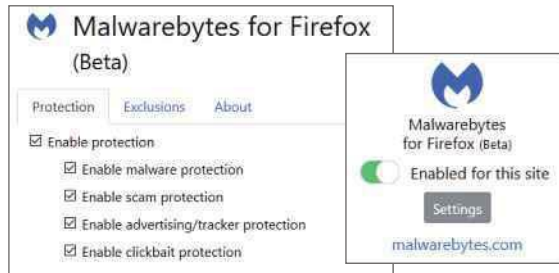 Malwarebytes for Firefox
(Beta)
Protection Exclusions About
Enable protection
Enable malware protection
Enable scam protection
Enable advertising/tracker protection
Enable clickbait protection
Malwarebytes
for Firefox (Beta)
Enabled for this site
Settings
malwarebytes.com